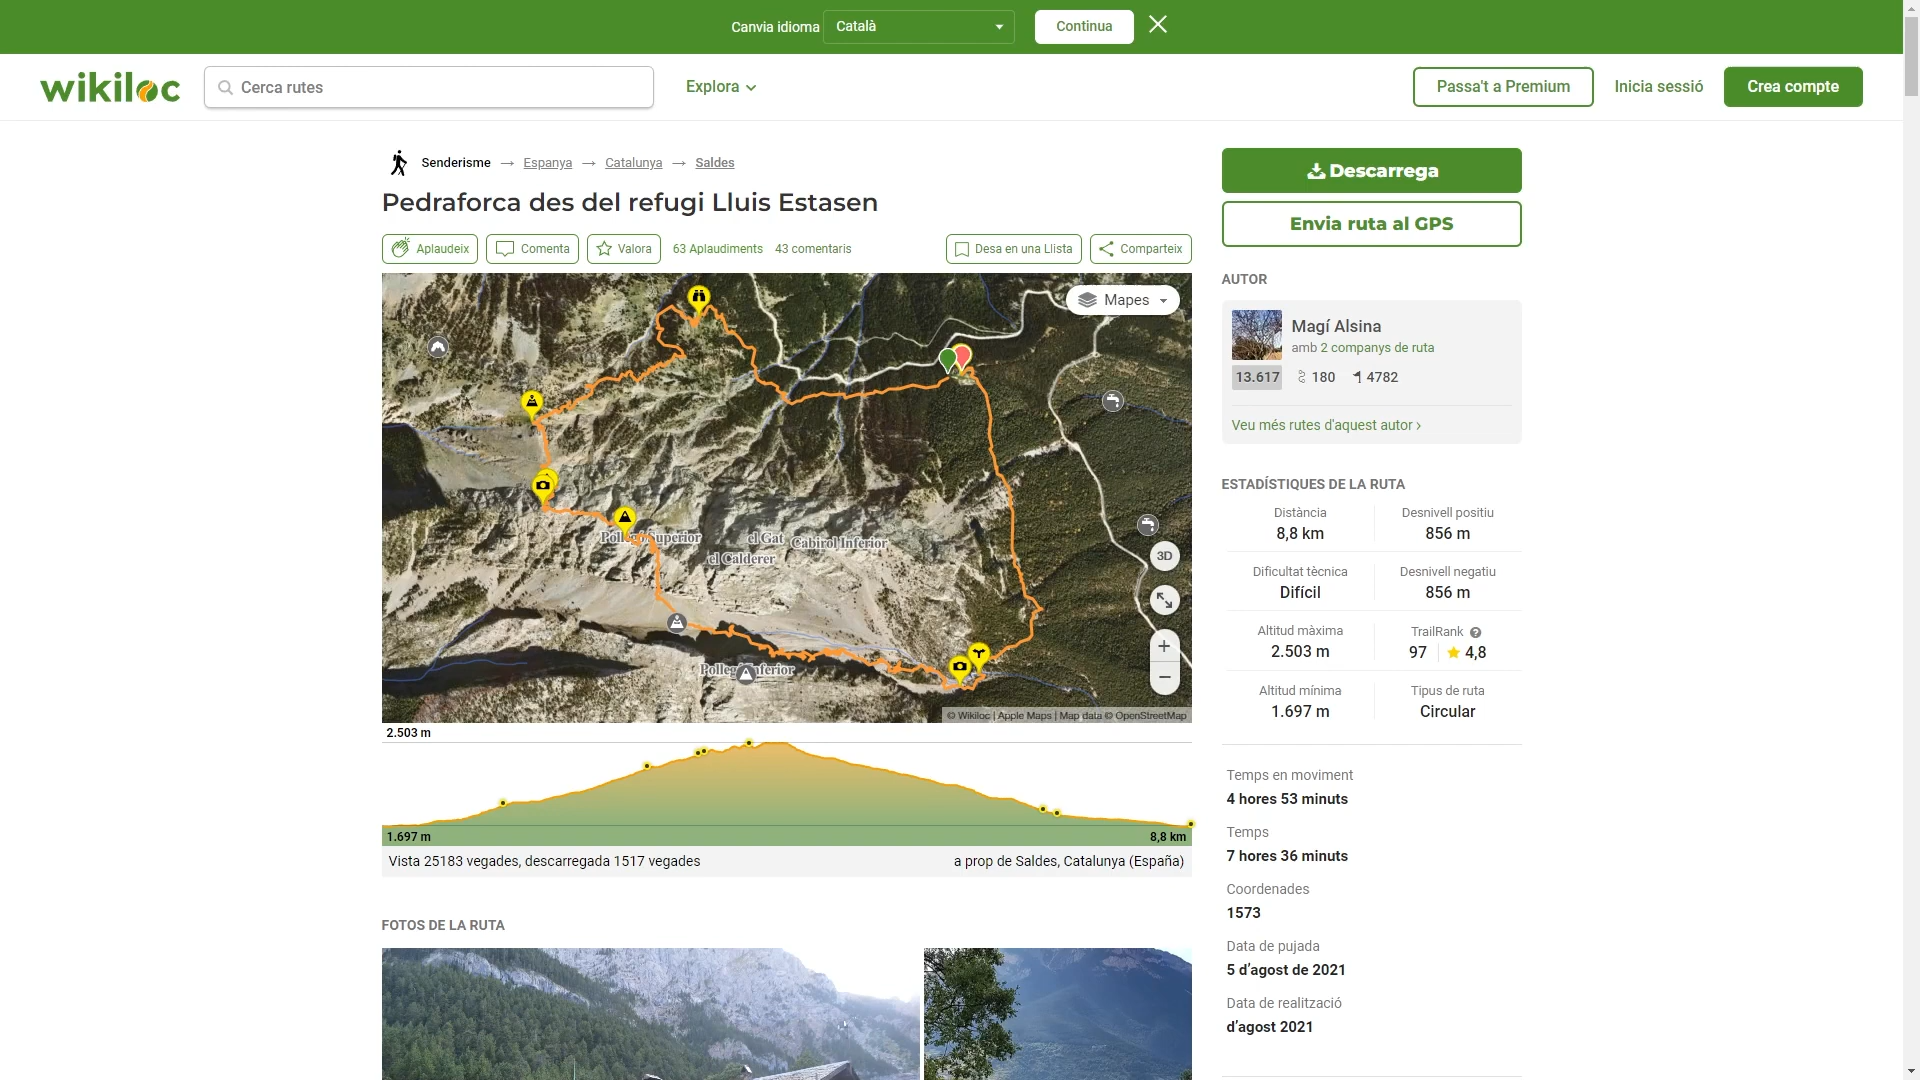 Canvia idioma Català Continua
wikiloc Cerca rutes Explora Passa't a Premium Inicia sessió Crea compte
Senderisme → Espanya → Catalunya → Saldes
Pedraforca des del refugi Lluis Estasen
Aplaudeix Comenta Valora 63 Aplaudiments 43 comentaris Desa en una Llista Comparteix
Mapes
el Gat Cabirol Inferior
el Calderer
3D
© Wikiloc | Apple Maps | Map data © OpenStreetMap
2.503 m
1.697 m 8,8 km
Vista 25183 vegades, descarregada 1517 vegades a prop de Saldes, Catalunya (España)
FOTOS DE LA RUTA
Descarrega
Envia ruta al GPS
AUTOR
Magí Alsina
amb 2 companys de ruta
13.617 180 4782
Veu més rutes d'aquest autor ›
ESTADÍSTIQUES DE LA RUTA
Distància Desnivell positiu
8,8 km 856 m
Dificultat tècnica Desnivell negatiu
Difícil 856 m
Altitud màxima TrailRank ?
2.503 m 97 4,8
Altitud mínima Tipus de ruta
1.697 m Circular
Temps en moviment
4 hores 53 minuts
Temps
7 hores 36 minuts
Coordenades
1573
Data de pujada
5 d’agost de 2021
Data de realització
d’agost 2021